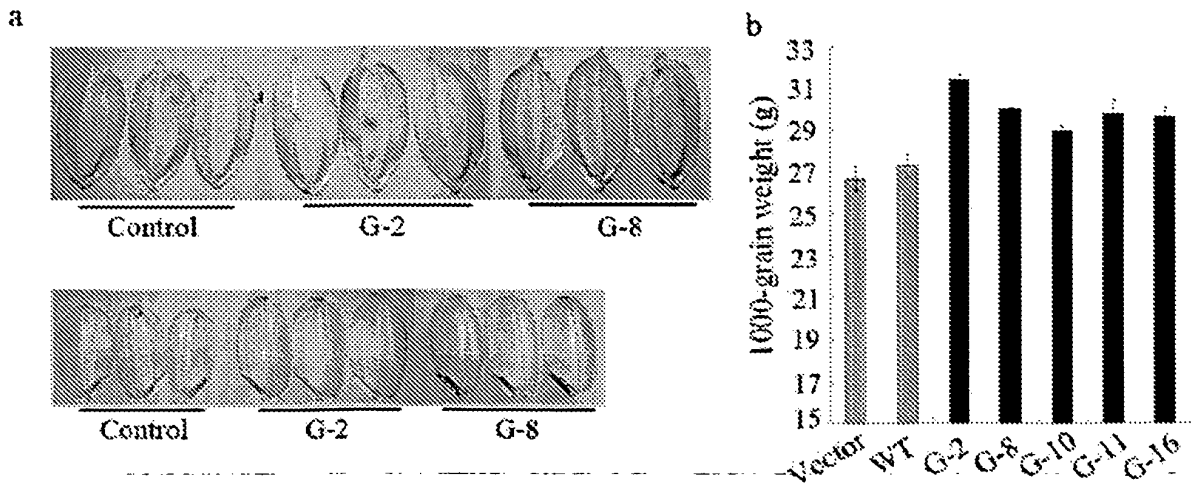 a
Control G-2 G-8
Control G-2 G-8
b
1000-grain weight (g)
33
31
29
27
25
23
21
19
17
15
Vector WT G-2 G-8 G-10 G-11 G-16